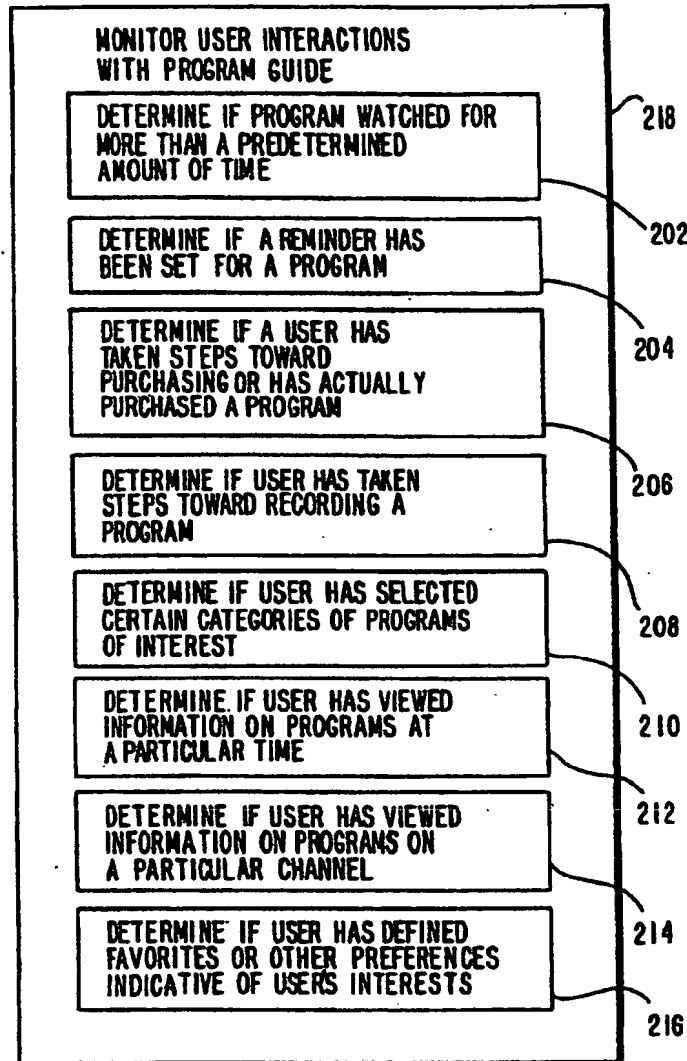 MONITOR USER INTERACTIONS
WITH PROGRAM GUIDE
218
DETERMINE IF PROGRAM WATCHED FOR
MORE THAN A PREDETERMINED
AMOUNT OF TIME
202
DETERMINE IF A REMINDER HAS
BEEN SET FOR A PROGRAM
204
DETERMINE IF A USER HAS
TAKEN STEPS TOWARD
PURCHASING OR HAS ACTUALLY
PURCHASED A PROGRAM
206
DETERMINE IF USER HAS TAKEN
STEPS TOWARD RECORDING A
PROGRAM
208
DETERMINE IF USER HAS SELECTED
CERTAIN CATEGORIES OF PROGRAMS
OF INTEREST
210
DETERMINE IF USER HAS VIEWED
INFORMATION ON PROGRAMS AT
A PARTICULAR TIME
212
DETERMINE IF USER HAS VIEWED
INFORMATION ON PROGRAMS ON
A PARTICULAR CHANNEL
214
DETERMINE IF USER HAS DEFINED
FAVORITES OR OTHER PREFERENCES
INDICATIVE OF USERS INTERESTS
216